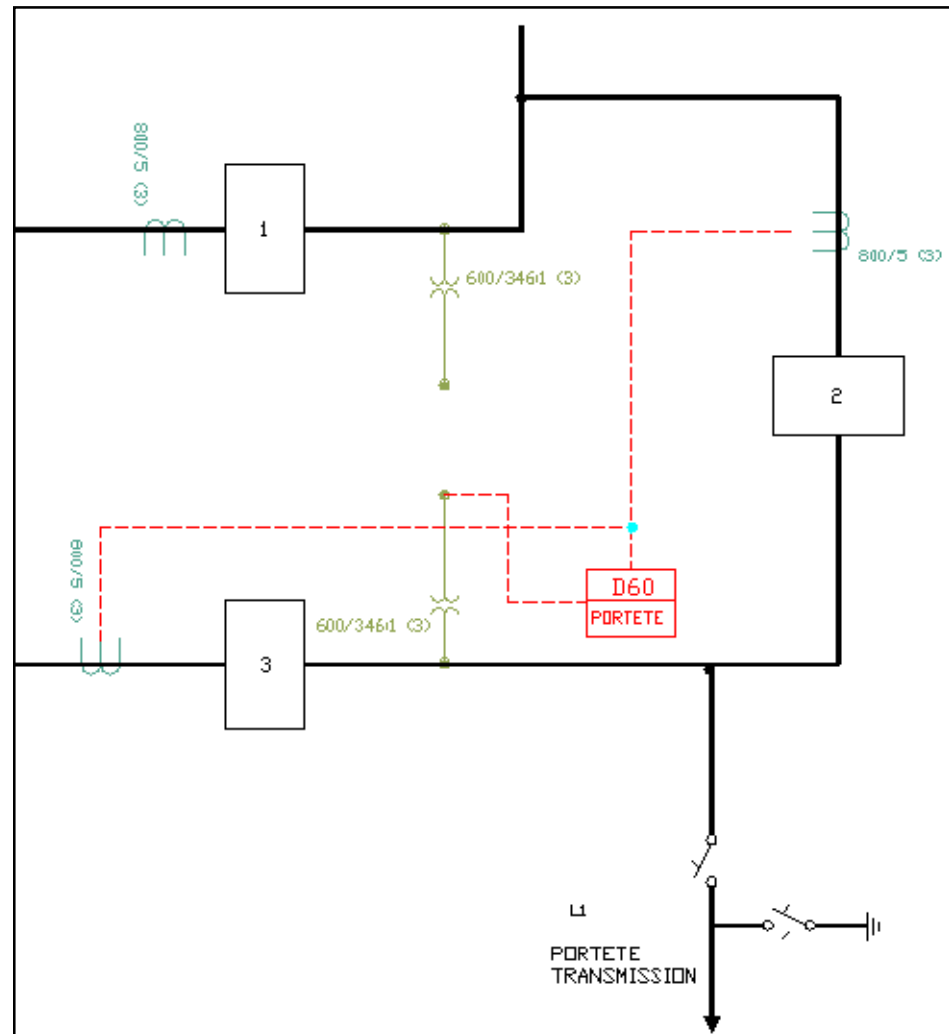 800/5 (3)
1
600/346:1 (3)
800/5 (3)
2
800/5 (3)
D60
PORTETE
600/346:1 (3)
3
L1
PORTETE
TRANSMISSION